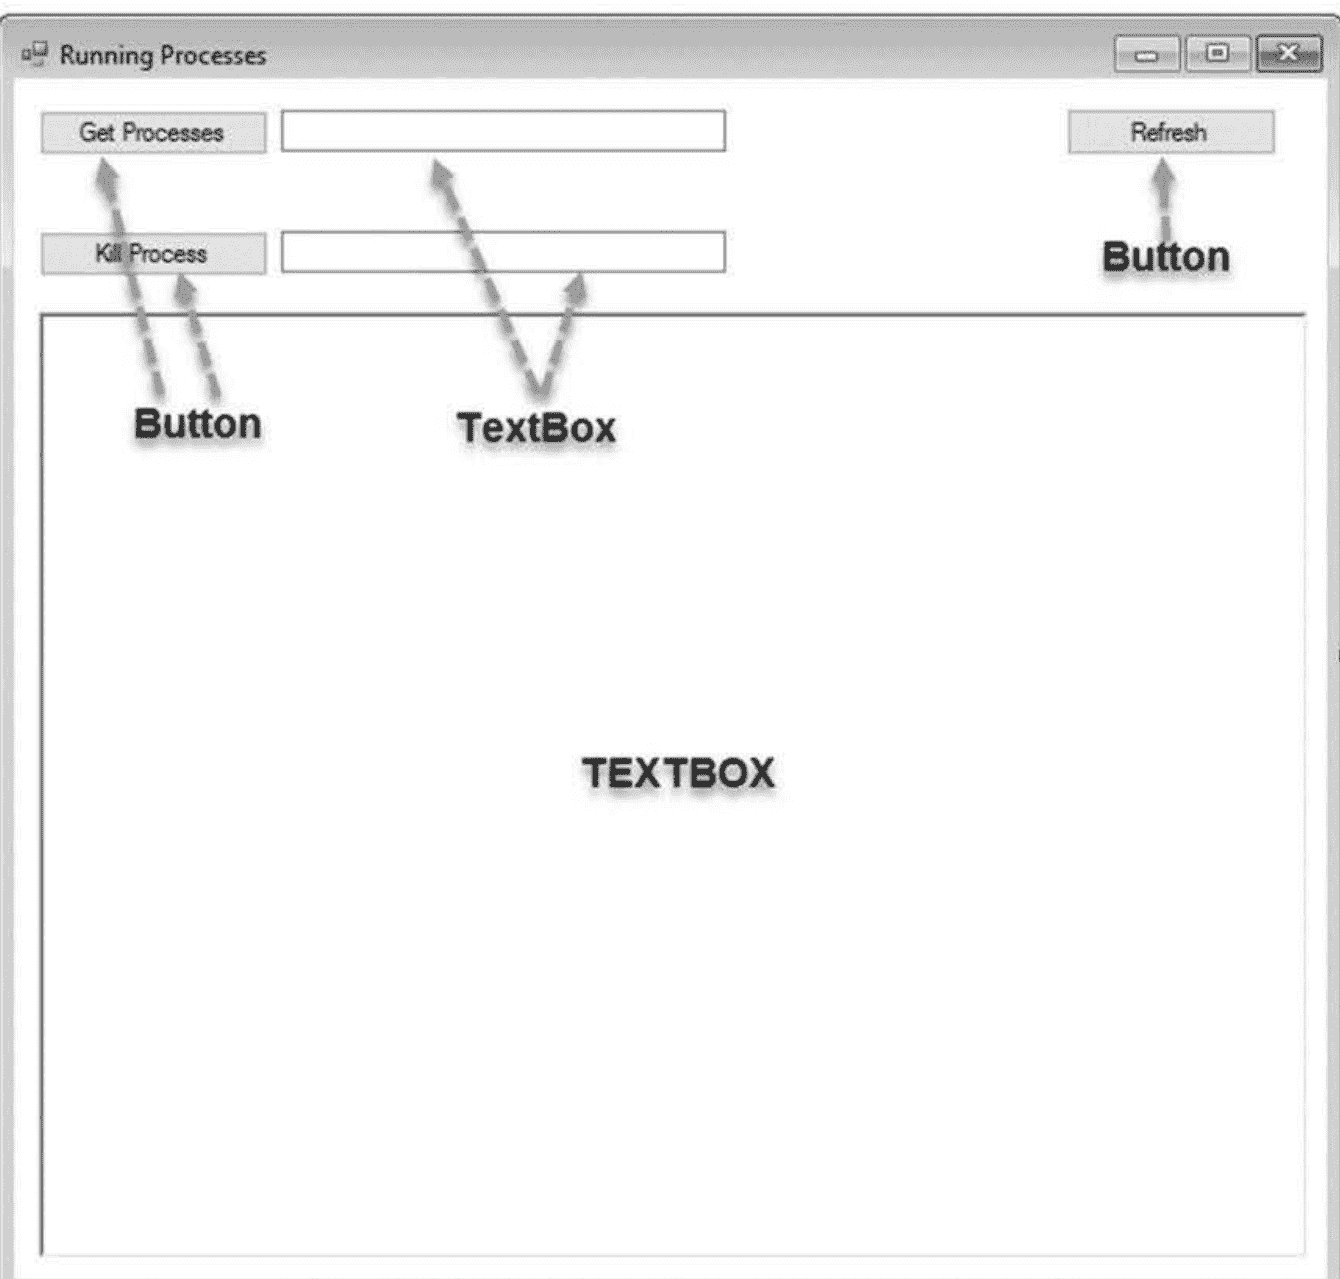 Running Processes
Get Processes
Refresh
Kill Process
Button
Button
TextBox
TEXTBOX